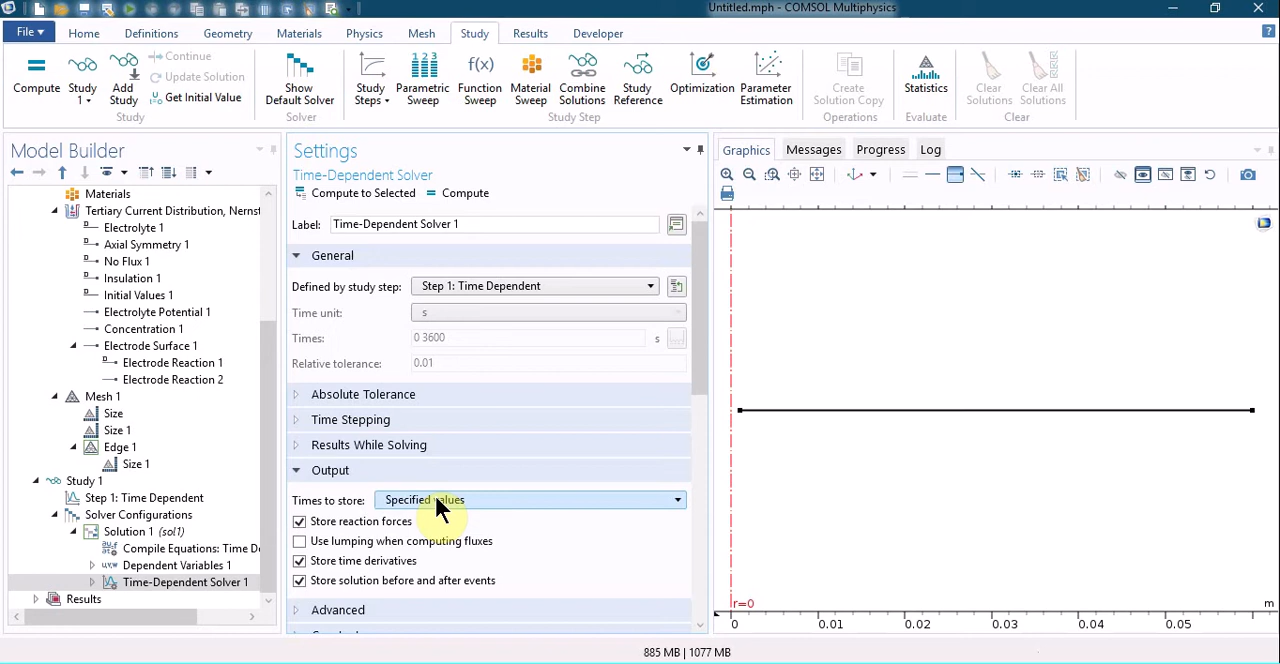 Untitled.mph - COMSOL Multiphysics
File Home Definitions Geometry Materials Physics Mesh Study Results Developer
Compute
Study 1
Add Study
Continue
Update Solution
Get Initial Value
Study
Show Default Solver
Solver
Study Steps
Parametric Sweep
f(x)
Function Sweep
Material Sweep
Combine Solutions
Study Reference
Optimization
Parameter Estimation
Study Step
Create Solution Copy
Operations
Statistics
Evaluate
Clear Solutions
Clear All Solutions
Clear
Model Builder
Materials
Tertiary Current Distribution, Nernst
Electrolyte 1
Axial Symmetry 1
No Flux 1
Insulation 1
Initial Values 1
Electrolyte Potential 1
Concentration 1
Electrode Surface 1
Electrode Reaction 1
Electrode Reaction 2
Mesh 1
Size
Size 1
Edge 1
Size 1
Study 1
Step 1: Time Dependent
Solver Configurations
Solution 1 (sol1)
Compile Equations: Time De
Dependent Variables 1
Time-Dependent Solver 1
Results
Settings
Time-Dependent Solver
Compute to Selected = Compute
Label: Time-Dependent Solver 1
General
Defined by study step: Step 1: Time Dependent
Time unit: s
Times: 0 3600 s
Relative tolerance: 0.01
Absolute Tolerance
Time Stepping
Results While Solving
Output
Times to store: Specified values
Store reaction forces
Use lumping when computing fluxes
Store time derivatives
Store solution before and after events
Advanced
Graphics Messages Progress Log
r=0
m
0 0.01 0.02 0.03 0.04 0.05
885 MB | 1077 MB